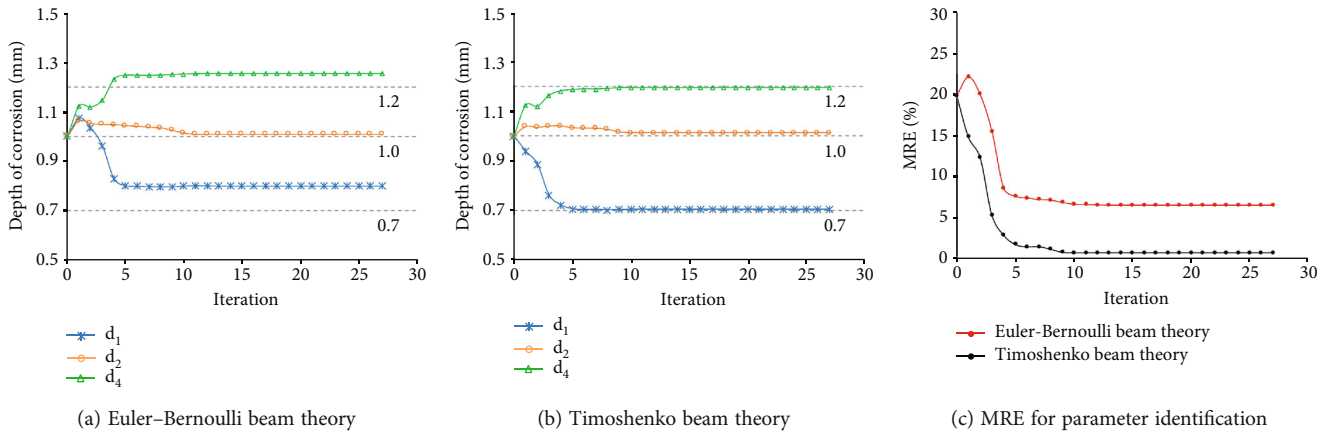 1.5
1.3
1.1
0.9
0.7
0.5
Depth of corrosion (mm)
1.2
1.0
0.7
0 5 10 15 20 25 30
Iteration
d1
d2
d4
(a) Euler–Bernoulli beam theory
1.5
1.3
1.1
0.9
0.7
0.5
Depth of corrosion (mm)
1.2
1.0
0.7
0 5 10 15 20 25 30
Iteration
d1
d2
d4
(b) Timoshenko beam theory
30
25
20
15
10
5
0
MRE (%)
0 5 10 15 20 25 30
Iteration
Euler-Bernoulli beam theory
Timoshenko beam theory
(c) MRE for parameter identification